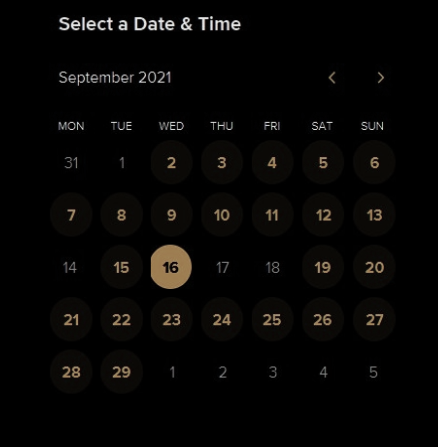 Select a Date & Time
September 2021
MON TUE WED THU FRI SAT SUN
31 1 2 3 4 5 6
7 8 9 10 11 12 13
14 15 16 17 18 19 20
21 22 23 24 25 26 27
28 29 1 2 3 4 5